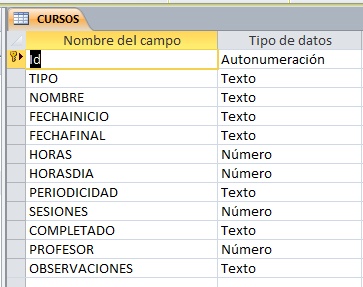 CURSOS
Nombre del campo Tipo de datos
Id Autonumeración
TIPO Texto
NOMBRE Texto
FECHAINICIO Texto
FECHAFINAL Texto
HORAS Número
HORASDIA Número
PERIODICIDAD Texto
SESIONES Número
COMPLETADO Texto
PROFESOR Número
OBSERVACIONES Texto